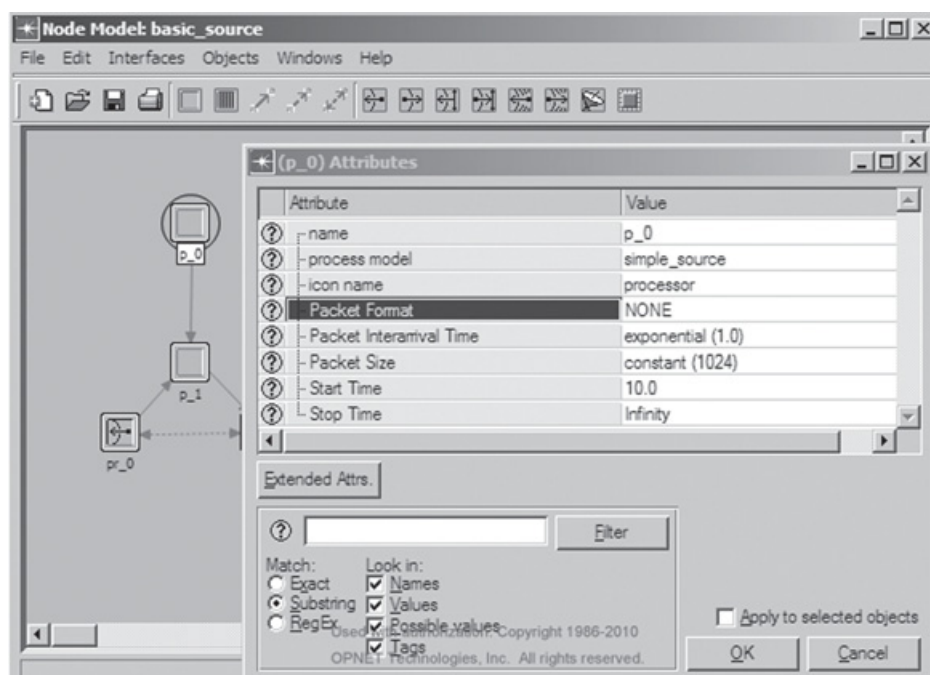 Node Model: basic_source
File Edit Interfaces Objects Windows Help
(p_0) Attributes
Attribute Value
name p_0
process model simple_source
icon name processor
Packet Format NONE
Packet Interarrival Time exponential (1.0)
Packet Size constant (1024)
Start Time 10.0
Stop Time Infinity
p_0
p_1
pr_0
Extended Attrs.
Filter
Match: Look in:
Exact Names
Substring Values
RegEx Possible values
Tags
Used with authorization. Copyright 1986-2010
OPNET Technologies, Inc. All rights reserved.
Apply to selected objects
OK Cancel